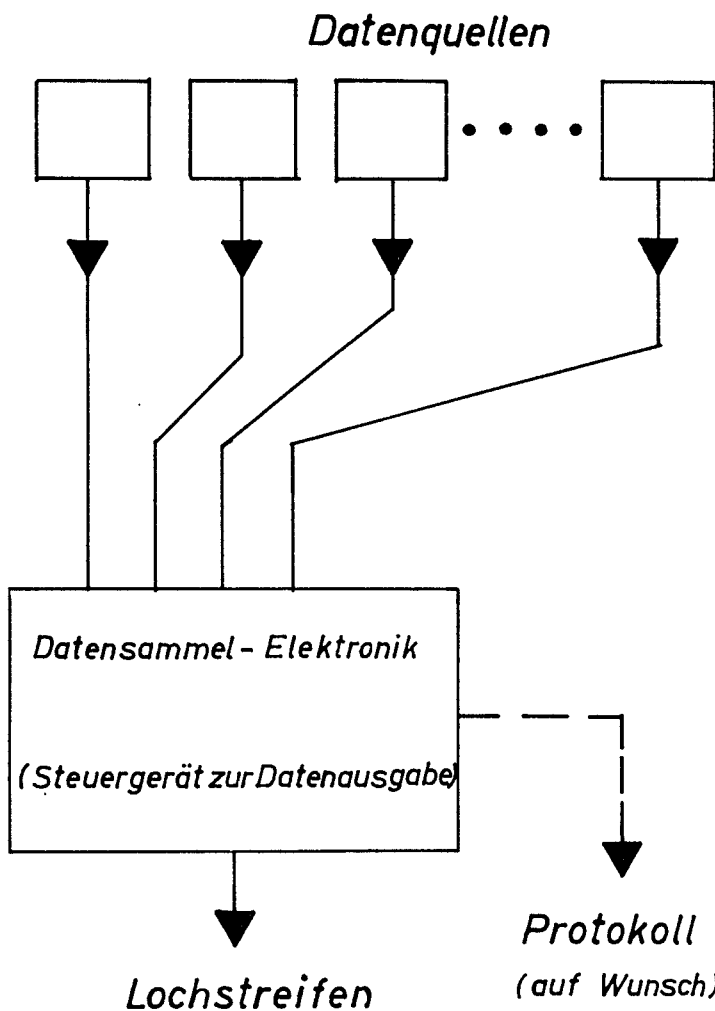 Datenquellen
Datensammel - Elektronik
(Steuergerät zur Datenausgabe)
Protokoll
(auf Wunsch)
Lochstreifen